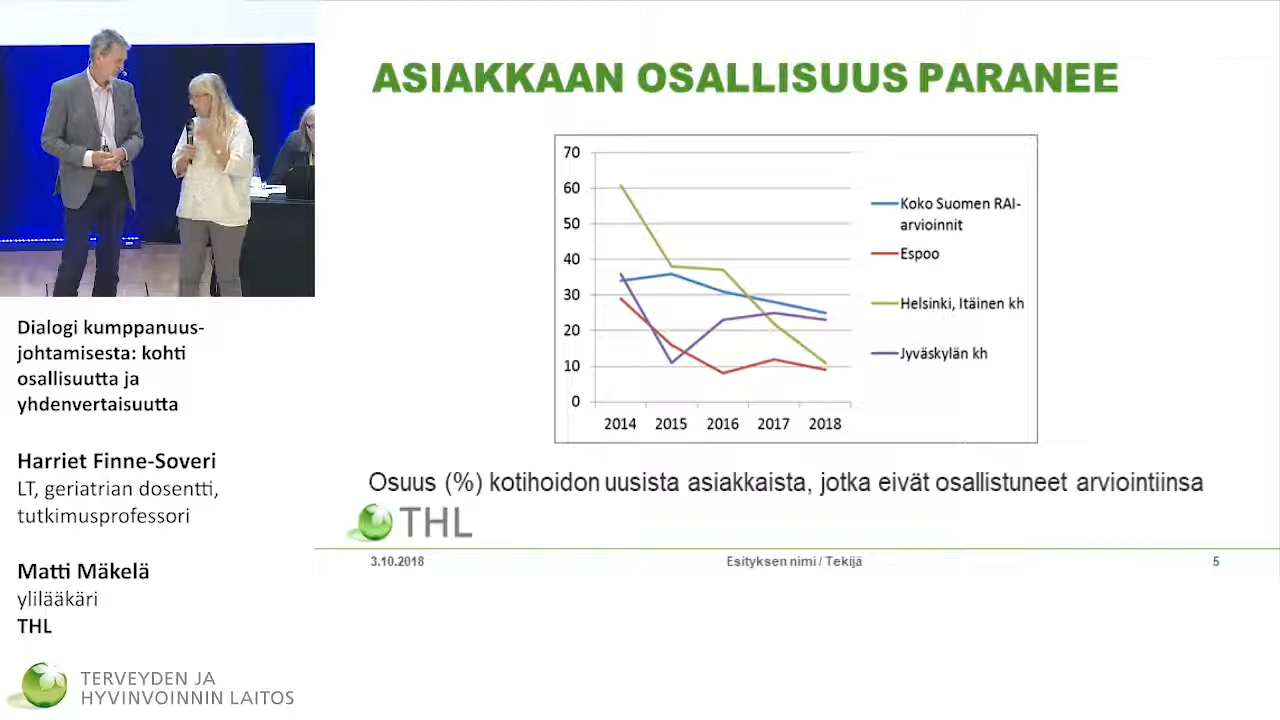 ASIAKKAAN OSALLISUUS PARANEE
70
60
50
40
30
20
10
0
2014 2015 2016 2017 2018
Koko Suomen RAI-
arvioinnit
Espoo
Helsinki, Itäinen kh
Jyväskylän kh
Osuus (%) kotihoidon uusista asiakkaista, jotka eivät osallistuneet arviointiinsa
THL
3.10.2018 Esityksen nimi / Tekijä 5
Dialogi kumppanuus-
johtamisesta: kohti
osallisuutta ja
yhdenvertaisuutta
Harriet Finne-Soveri
LT, geriatrian dosentti,
tutkimusprofessori
Matti Mäkelä
ylilääkäri
THL
TERVEYDEN JA
HYVINVOINNIN LAITOS